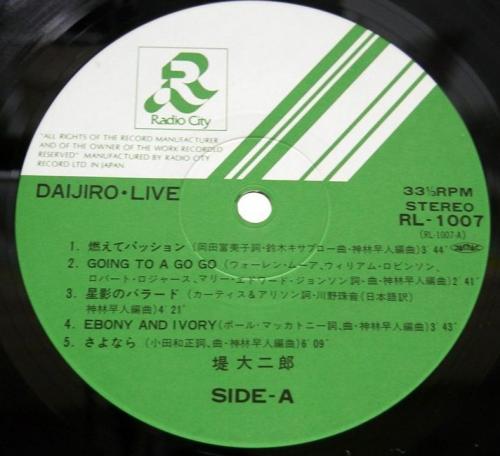 R
Radio City
"ALL RIGHTS OF THE RECORD MANUFACTURER
AND OF THE OWNER OF THE WORK RECORDED
RESERVED" MANUFACTURED BY RADIO CITY
RECORD LTD. IN JAPAN.
DAIJIRO・LIVE
33⅓RPM
STEREO
RL-1007
(RL-1007-A)
1. 燃えてパッション (岡田冨美子詞・鈴木キサブロー曲・神林早人編曲) 3′44″
2. GOING TO A GO GO (ウォーレン・ムーア、ウィリアム・ロビンソン、
ロバート・ロジャース、マリー・エドワード・ジョンソン詞・曲・神林早人編曲) 2′41″
3. 星影のバラード (カーティス&アリソン詞・川野珠音(日本語訳)
神林早人編曲) 4′21″
4. EBONY AND IVORY (ポール・マッカトニー詞、曲・神林早人編曲) 3′43″
5. さよなら (小田和正詞、曲・神林早人編曲) 6′09″
堤大二郎
SIDE-A